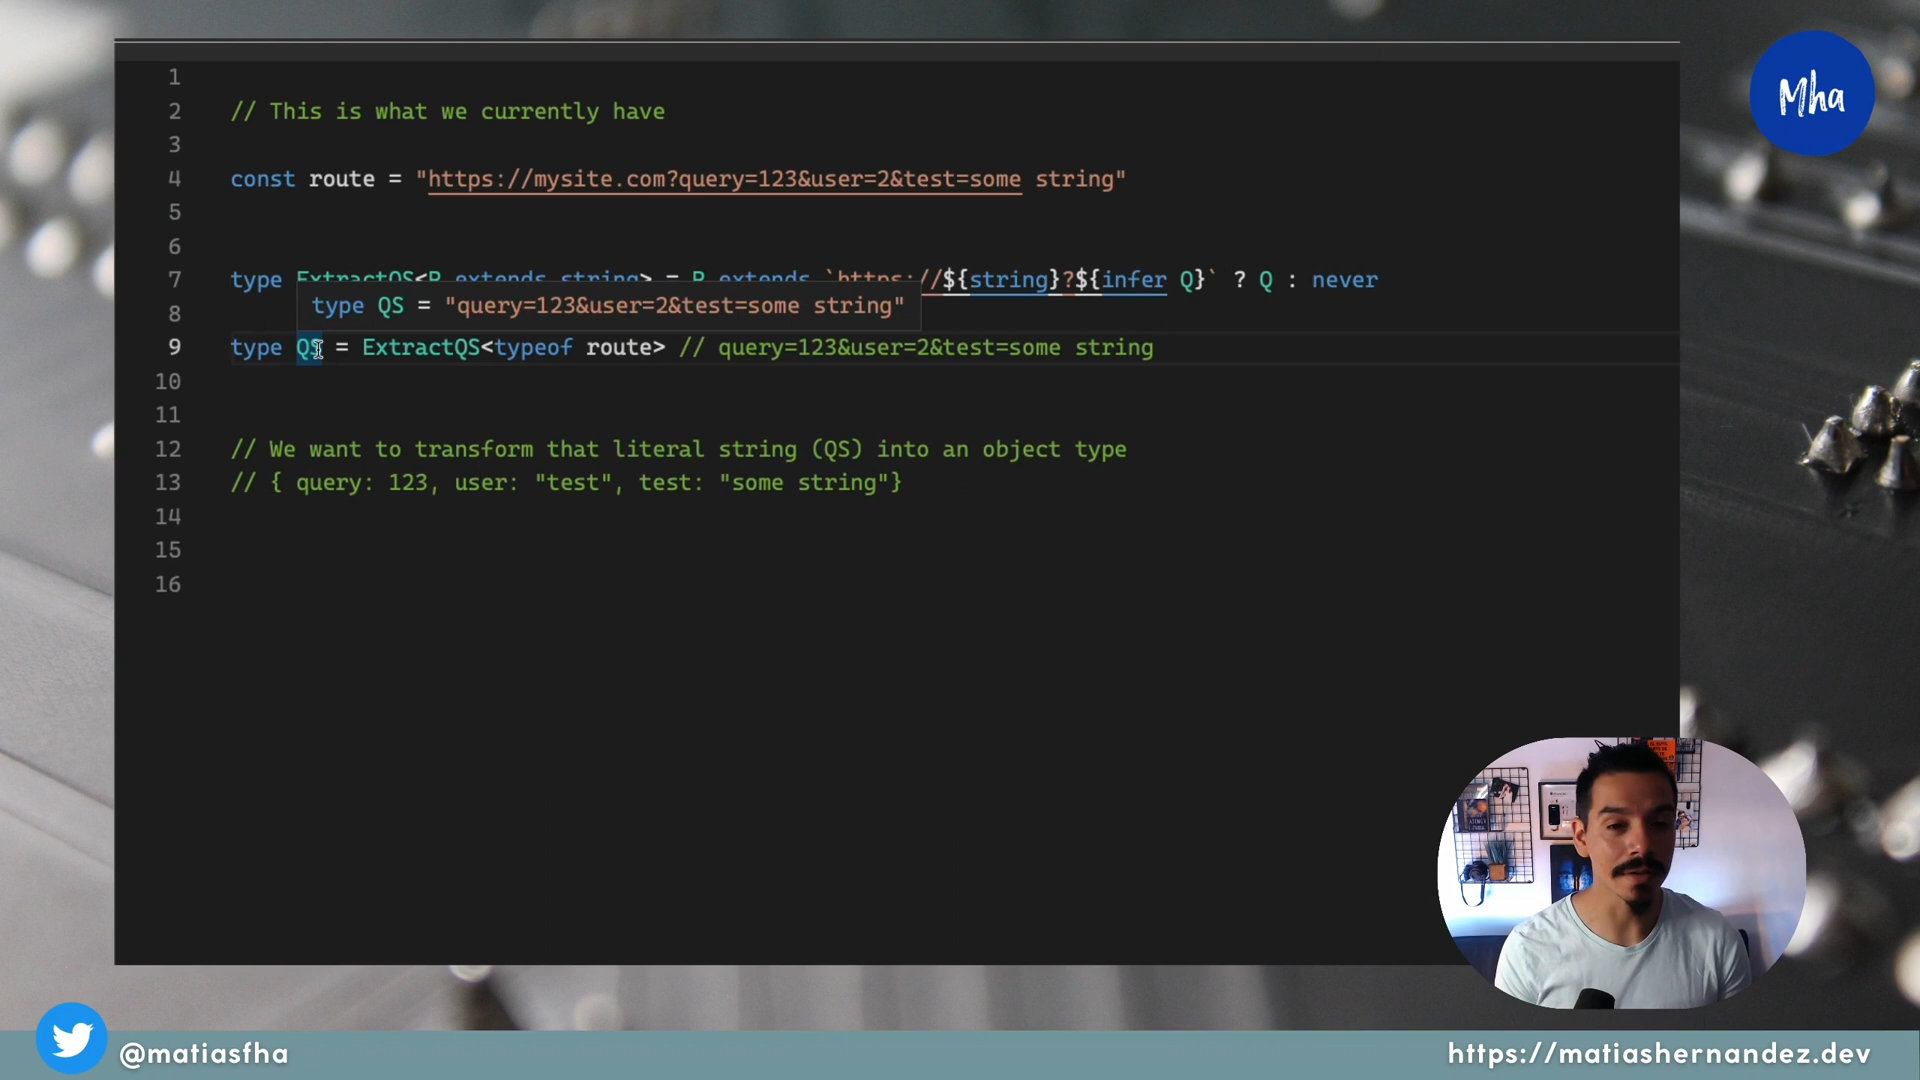 Mha
1
2 // This is what we currently have
3
4 const route = "https://mysite.com?query=123&user=2&test=some string"
5
6
7 type ExtractQS<R extends string> = R extends `https://${string}?${infer Q}` ? Q : never
type QS = "query=123&user=2&test=some string"
8
9 type QS = ExtractQS<typeof route> // query=123&user=2&test=some string
10
11
12 // We want to transform that literal string (QS) into an object type
13 // { query: 123, user: "test", test: "some string"}
14
15
16
@matiasfha
https://matiashernandez.dev